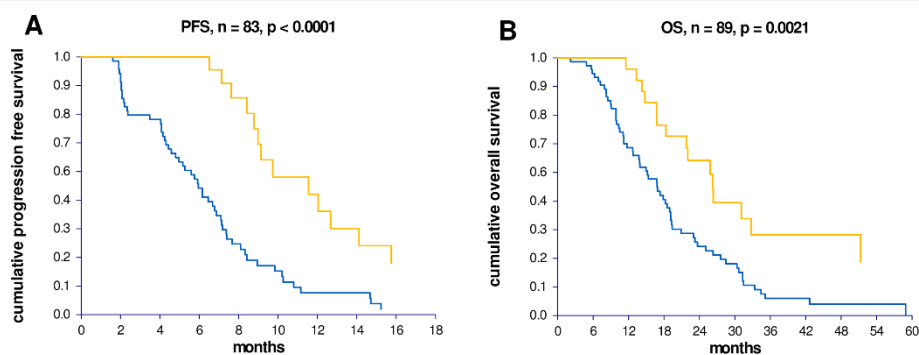 A
PFS, n = 83, p < 0.0001
cumulative progression free survival
1.0
0.9
0.8
0.7
0.6
0.4
0.3
0.2
0.1
0.0
0 2 4 6 8 10 12 14 16 18
months
B
OS, n = 89, p = 0.0021
cumulative overall survival
1.0
0.9
0.8
0.7
0.6
0.4
0.3
0.2
0.1
0.0
0 6 12 18 24 30 36 42 48 54 60
months